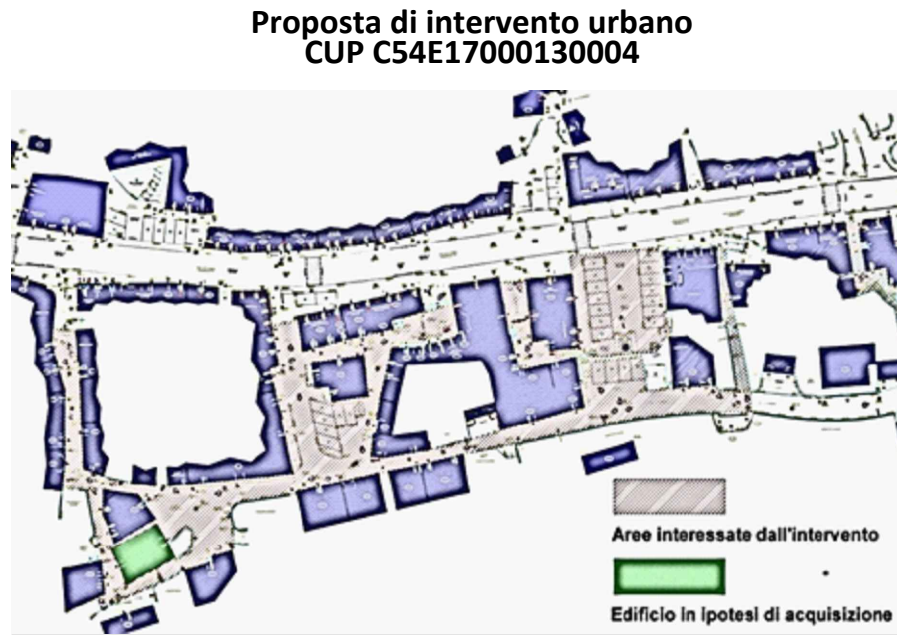 Proposta di intervento urbano
CUP C54E17000130004
Aree interessate dall'intervento
Edificio in ipotesi di acquisizione